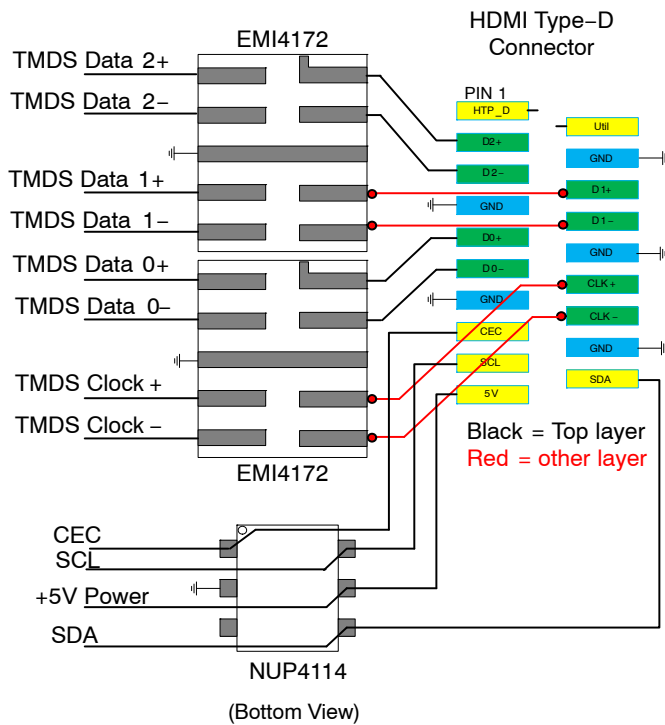 EMI4172
HDMI Type–D
Connector
TMDS Data 2+
TMDS Data 2–
TMDS Data 1+
TMDS Data 1–
TMDS Data 0+
TMDS Data 0–
TMDS Clock +
TMDS Clock –
EMI4172
PIN 1
HTP_D
D2+
D2–
GND
D0+
D0–
GND
CEC
SCL
5V
Util
GND
D1+
D1–
GND
CLK+
CLK–
GND
SDA
Black = Top layer
Red = other layer
CEC
SCL
+5V Power
SDA
NUP4114
(Bottom View)